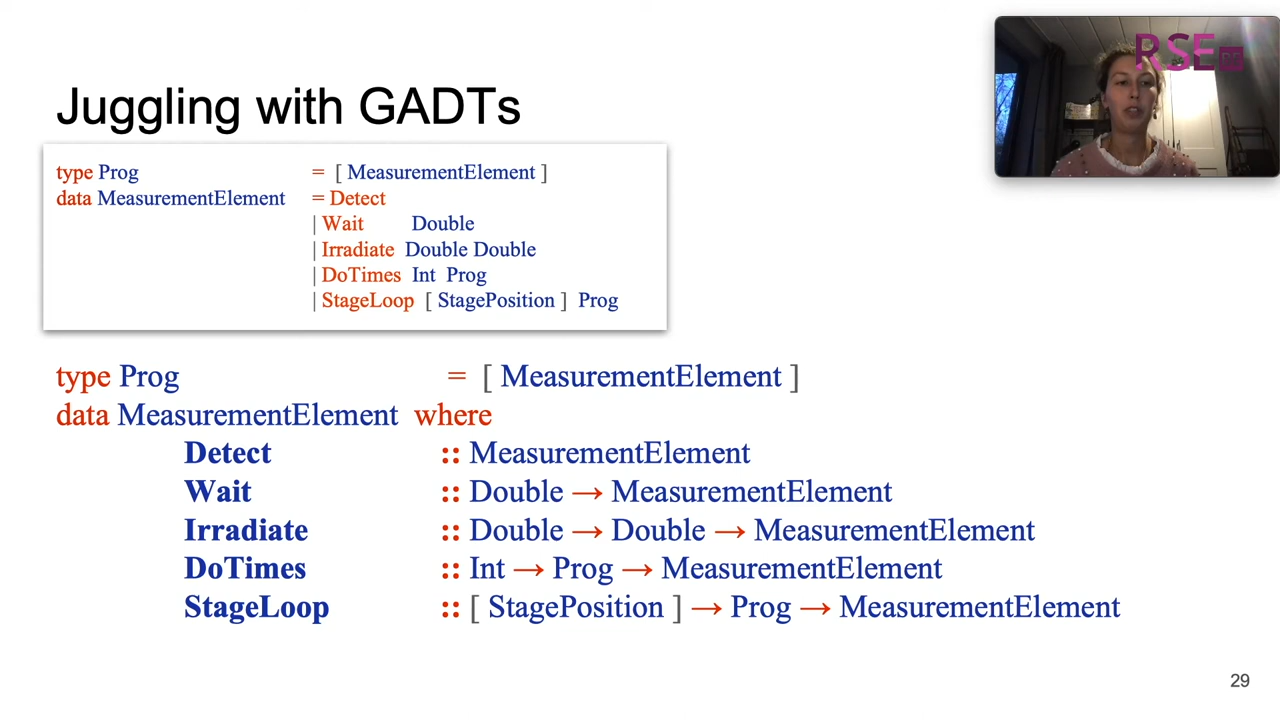 RSE
Juggling with GADTs
type Prog = [ MeasurementElement ]
data MeasurementElement = Detect
| Wait Double
| Irradiate Double Double
| DoTimes Int Prog
| StageLoop [ StagePosition ] Prog
type Prog = [ MeasurementElement ]
data MeasurementElement where
Detect :: MeasurementElement
Wait :: Double → MeasurementElement
Irradiate :: Double → Double → MeasurementElement
DoTimes :: Int → Prog → MeasurementElement
StageLoop :: [ StagePosition ] → Prog → MeasurementElement
29